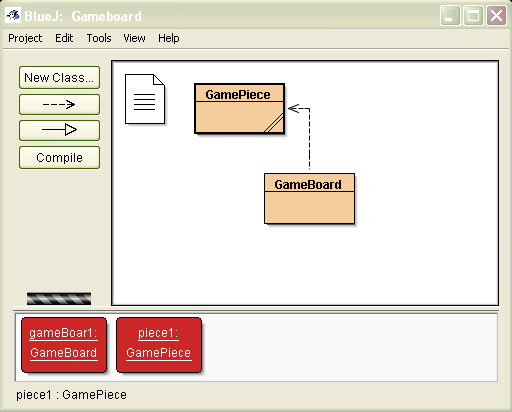 BlueJ: Gameboard
Project Edit Tools View Help
New Class...
Compile
GamePiece
GameBoard
gameBoar1:
GameBoard
piece1:
GamePiece
piece1 : GamePiece